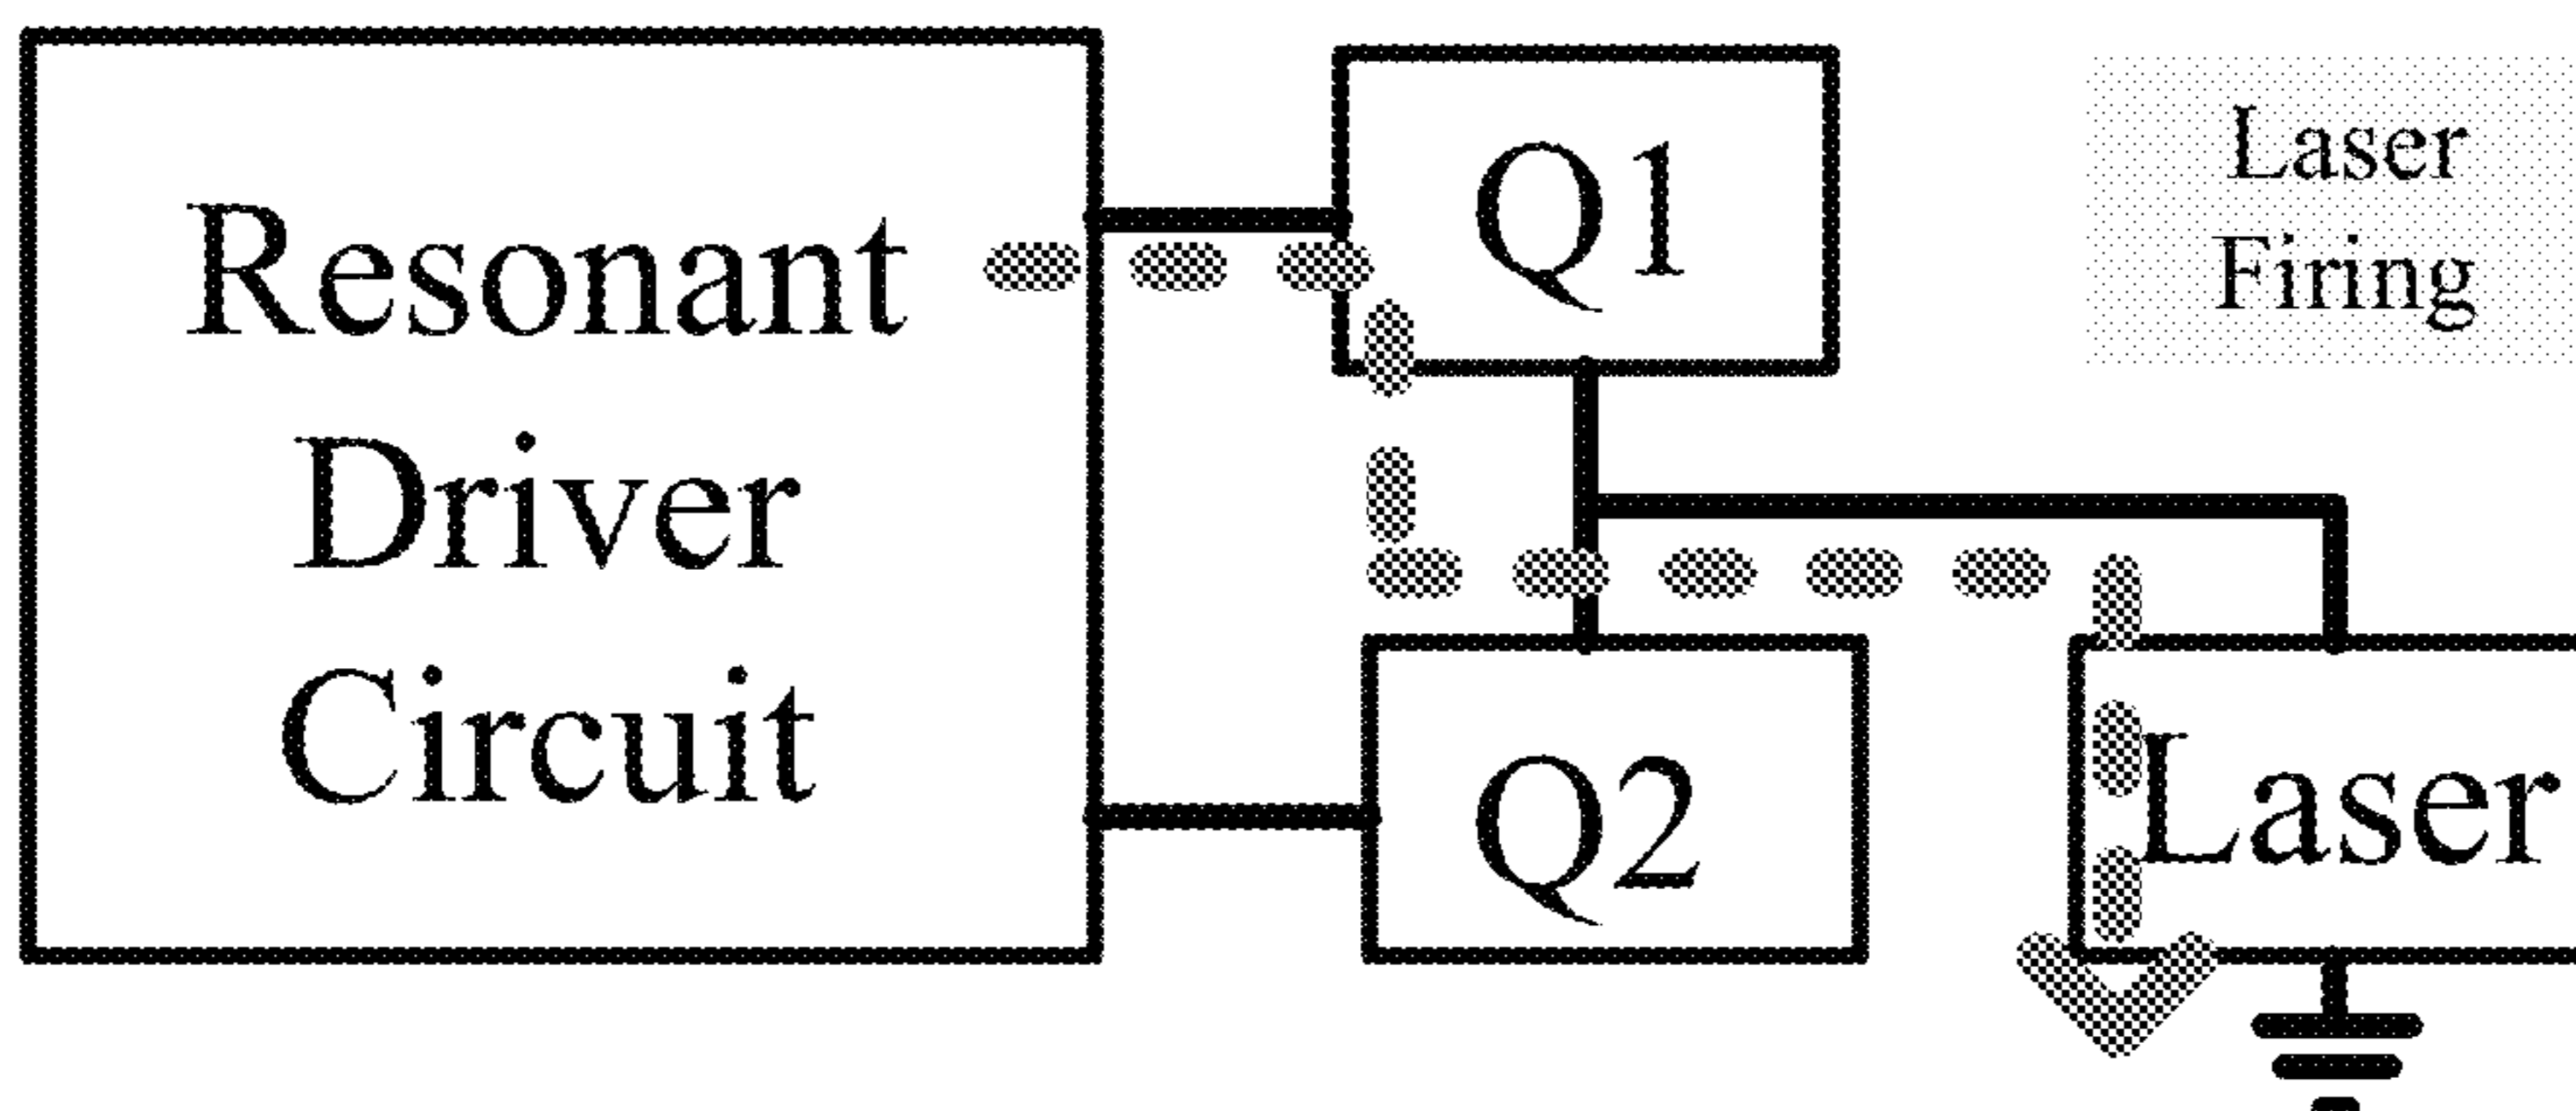 Resonant
Driver
Circuit
Q1
Q2
Laser
Firing
Laser